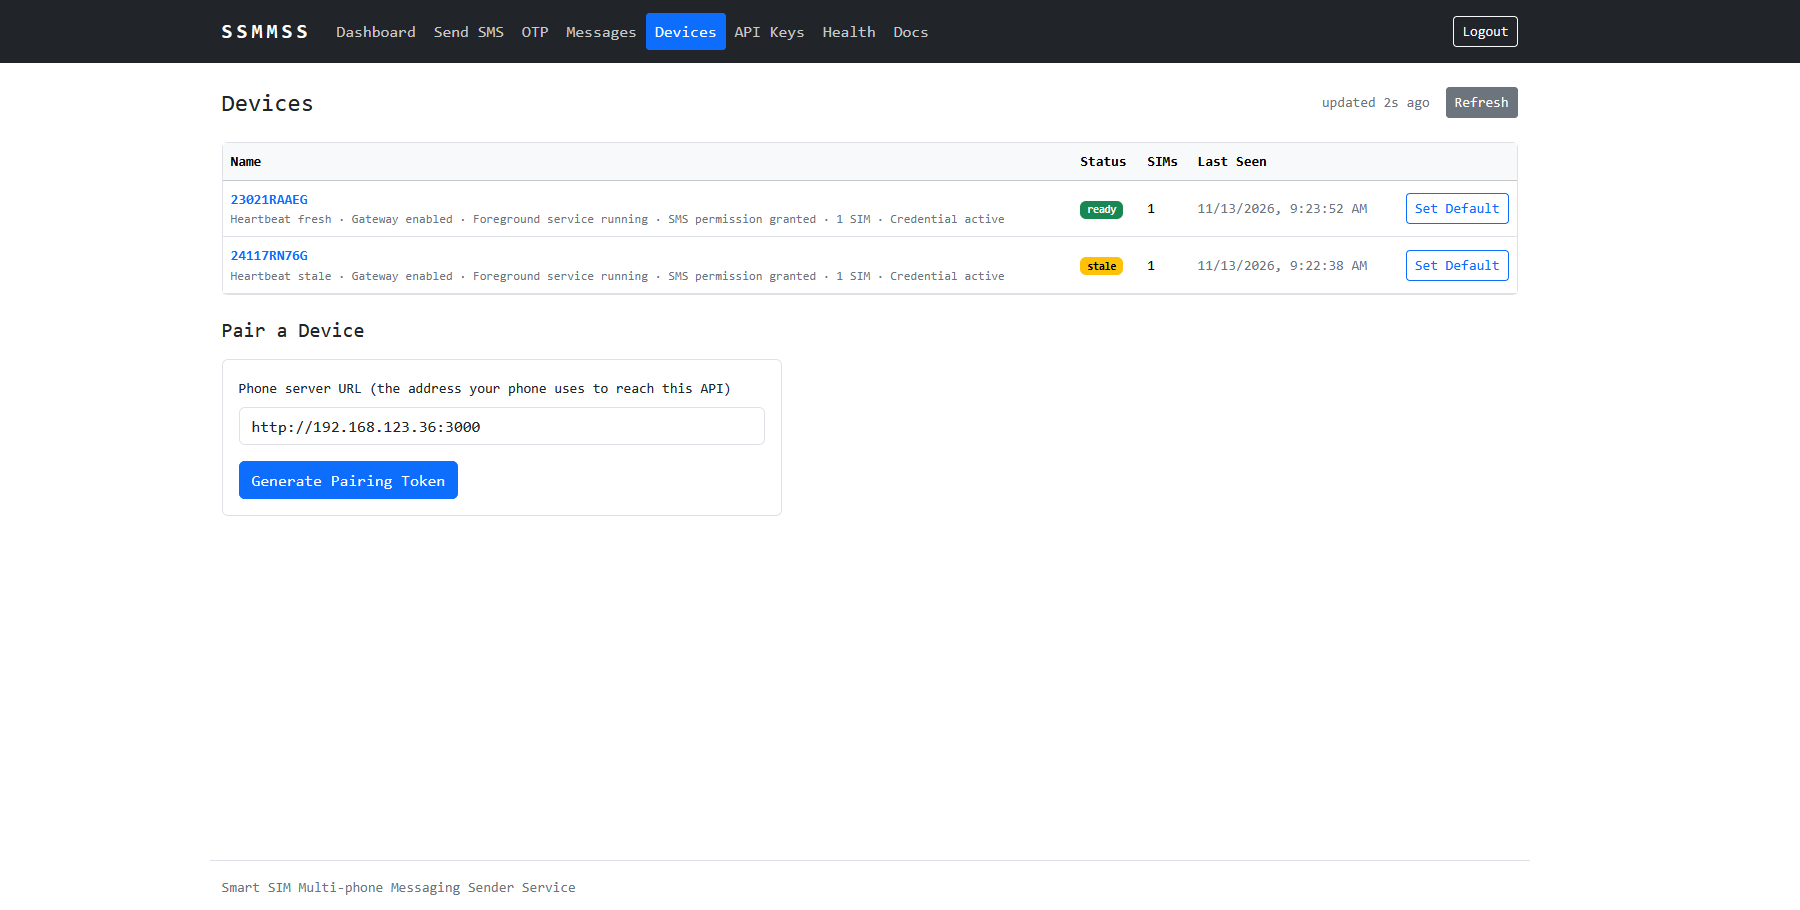 SSMMSS Dashboard Send SMS OTP Messages Devices API Keys Health Docs Logout
Devices updated 2s ago Refresh
Name Status SIMs Last Seen
23021RAAEG
Heartbeat fresh · Gateway enabled · Foreground service running · SMS permission granted · 1 SIM · Credential active ready 1 11/13/2026, 9:23:52 AM Set Default
24117RN76G
Heartbeat stale · Gateway enabled · Foreground service running · SMS permission granted · 1 SIM · Credential active stale 1 11/13/2026, 9:22:38 AM Set Default
Pair a Device
Phone server URL (the address your phone uses to reach this API)
http://192.168.123.36:3000
Generate Pairing Token
Smart SIM Multi-phone Messaging Sender Service